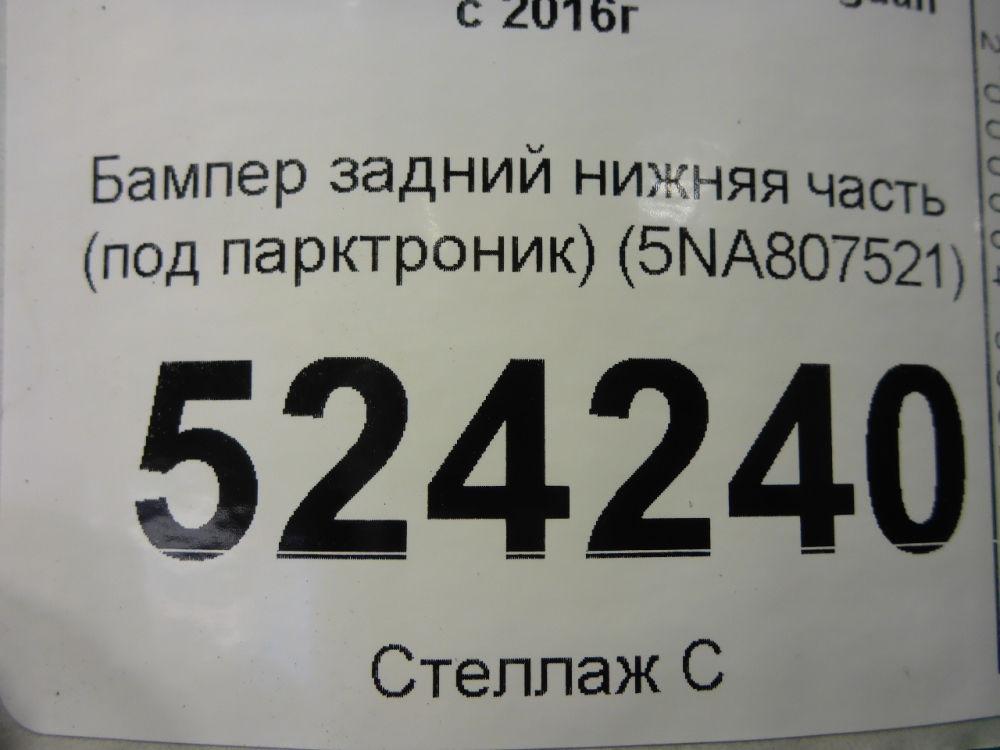 с 2016г
Бампер задний нижняя часть
(под парктроник) (5NA807521)
524240
Стеллаж С